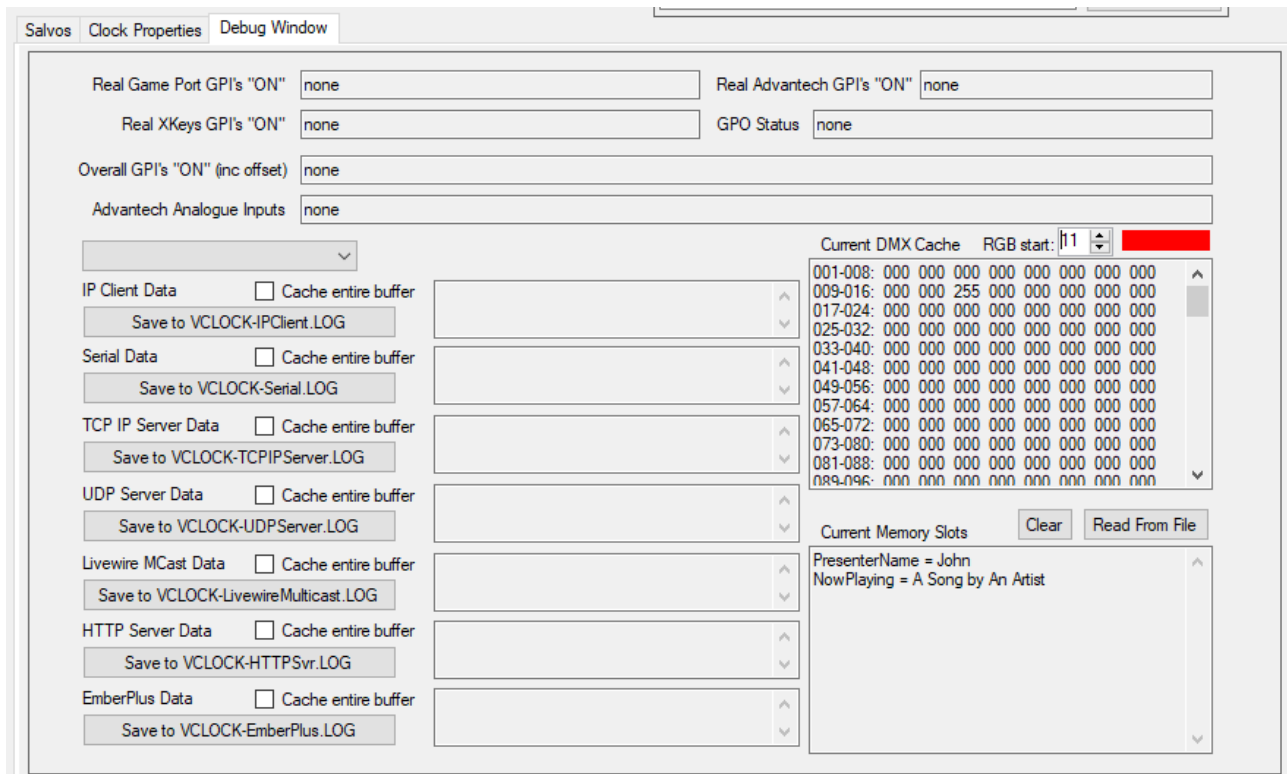 Salvos Clock Properties Debug Window
Real Game Port GPI's "ON" none Real Advantech GPI's "ON" none
Real XKeys GPI's "ON" none GPO Status none
Overall GPI's "ON" (inc offset) none
Advantech Analogue Inputs none
Current DMX Cache RGB start: 11
001-008: 000 000 000 000 000 000 000 000
009-016: 000 000 255 000 000 000 000 000
017-024: 000 000 000 000 000 000 000 000
025-032: 000 000 000 000 000 000 000 000
033-040: 000 000 000 000 000 000 000 000
041-048: 000 000 000 000 000 000 000 000
049-056: 000 000 000 000 000 000 000 000
057-064: 000 000 000 000 000 000 000 000
065-072: 000 000 000 000 000 000 000 000
073-080: 000 000 000 000 000 000 000 000
081-088: 000 000 000 000 000 000 000 000
089-096: 000 000 000 000 000 000 000 000
IP Client Data Cache entire buffer
Save to VCLOCK-IPClient.LOG
Serial Data Cache entire buffer
Save to VCLOCK-Serial.LOG
TCP IP Server Data Cache entire buffer
Save to VCLOCK-TCPIPServer.LOG
UDP Server Data Cache entire buffer
Save to VCLOCK-UDPServer.LOG
Livewire MCast Data Cache entire buffer
Save to VCLOCK-LivewireMulticast.LOG
HTTP Server Data Cache entire buffer
Save to VCLOCK-HTTPSvr.LOG
EmberPlus Data Cache entire buffer
Save to VCLOCK-EmberPlus.LOG
Current Memory Slots Clear Read From File
PresenterName = John
NowPlaying = A Song by An Artist